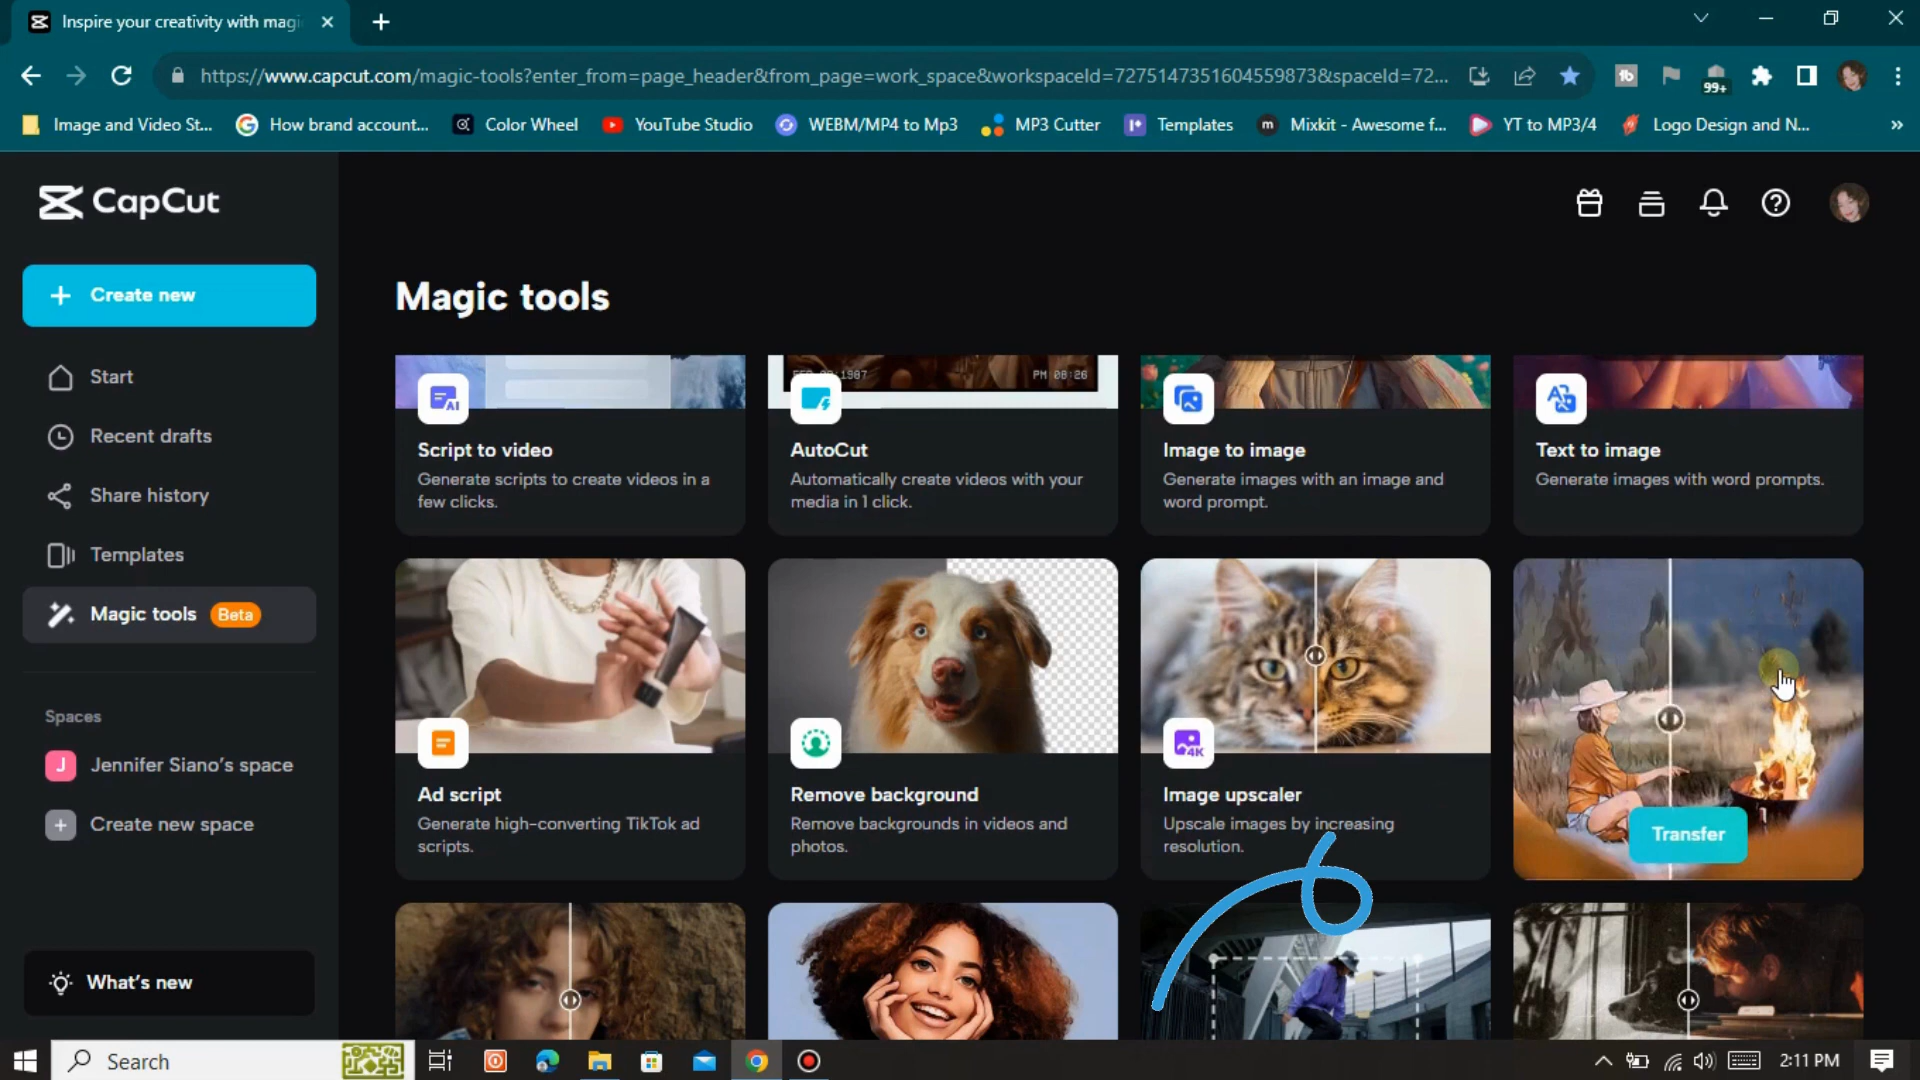 Inspire your creativity with magi
https://www.capcut.com/magic-tools?enter_from=page_header&from_page=work_space&workspaceId=7275147351604559873&spaceId=72...
99+
Image and Video St...
How brand account...
Color Wheel
YouTube Studio
WEBM/MP4 to Mp3
MP3 Cutter
Templates
Mixkit - Awesome f...
YT to MP3/4
Logo Design and N...
CapCut
Create new
Start
Recent drafts
Share history
Templates
Magic tools Beta
Spaces
J Jennifer Siano's space
Create new space
What's new
Magic tools
PM 08:26
Script to video
Generate scripts to create videos in a
few clicks.
AutoCut
Automatically create videos with your
media in 1 click.
Image to image
Generate images with an image and
word prompt.
Text to image
Generate images with word prompts.
Ad script
Generate high-converting TikTok ad
scripts.
Remove background
Remove backgrounds in videos and
photos.
4K
Image upscaler
Upscale images by increasing
resolution.
Transfer
Search
2:11 PM